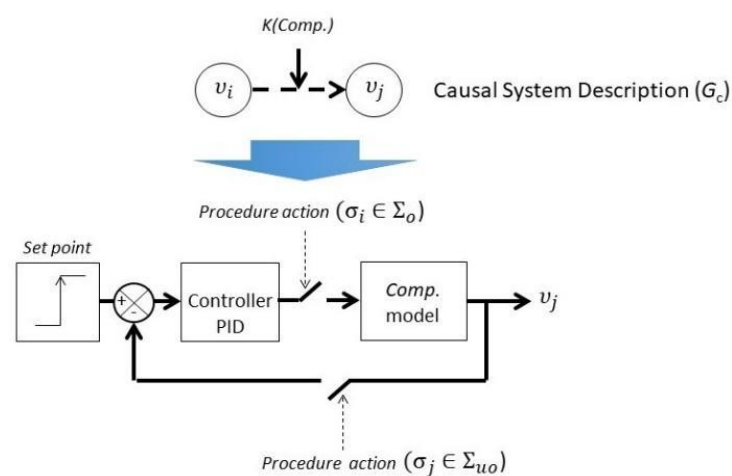 K(Comp.)
υᵢ υⱼ Causal System Description (G_c)
Procedure action (σᵢ ∈ Σₒ)
Set point
+
-
Controller
PID
Comp.
model
υⱼ
Procedure action (σⱼ ∈ Σᵤₒ)